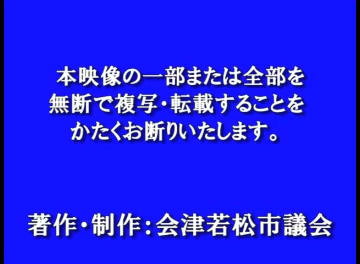 本映像の一部または全部を
無断で複写・転載することを
かたくお断りいたします。
著作・制作：会津若松市議会